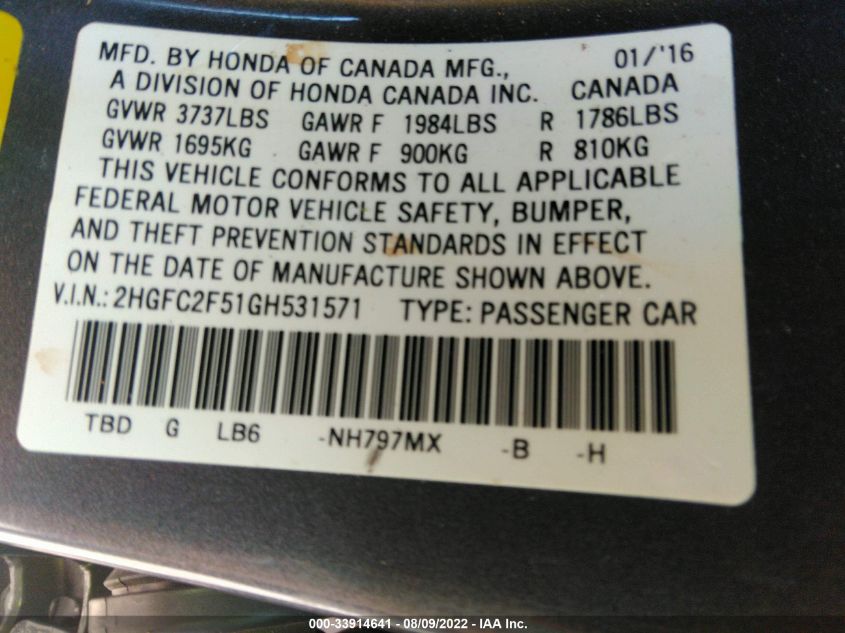 MFD. BY HONDA OF CANADA MFG., 01/'16
A DIVISION OF HONDA CANADA INC. CANADA
GVWR 3737LBS GAWR F 1984LBS R 1786LBS
GVWR 1695KG GAWR F 900KG R 810KG
THIS VEHICLE CONFORMS TO ALL APPLICABLE
FEDERAL MOTOR VEHICLE SAFETY, BUMPER,
AND THEFT PREVENTION STANDARDS IN EFFECT
ON THE DATE OF MANUFACTURE SHOWN ABOVE.
V.I.N.: 2HGFC2F51GH531571 TYPE: PASSENGER CAR
TBD G LB6 -NH797MX -B -H
000-33914641 - 08/09/2022 - IAA Inc.